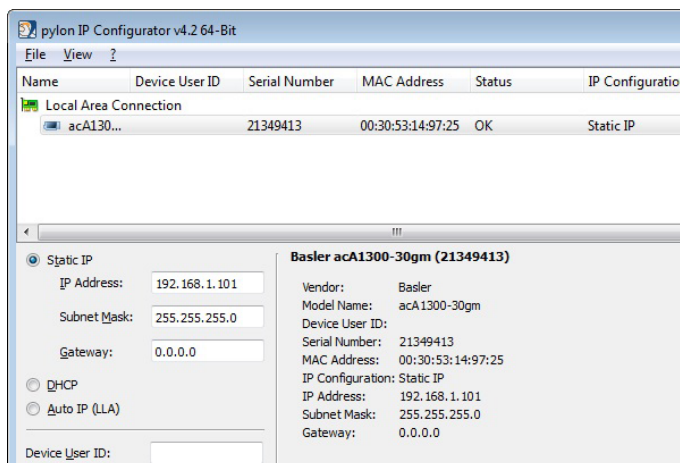 pylon IP Configurator v4.2 64-Bit
File View ?
Name Device User ID Serial Number MAC Address Status IP Configuratio
Local Area Connection
acA130... 21349413 00:30:53:14:97:25 OK Static IP
Static IP
IP Address: 192.168.1.101
Subnet Mask: 255.255.255.0
Gateway: 0.0.0.0
DHCP
Auto IP (LLA)
Device User ID:
Basler acA1300-30gm (21349413)
Vendor: Basler
Model Name: acA1300-30gm
Device User ID:
Serial Number: 21349413
MAC Address: 00:30:53:14:97:25
IP Configuration: Static IP
IP Address: 192.168.1.101
Subnet Mask: 255.255.255.0
Gateway: 0.0.0.0